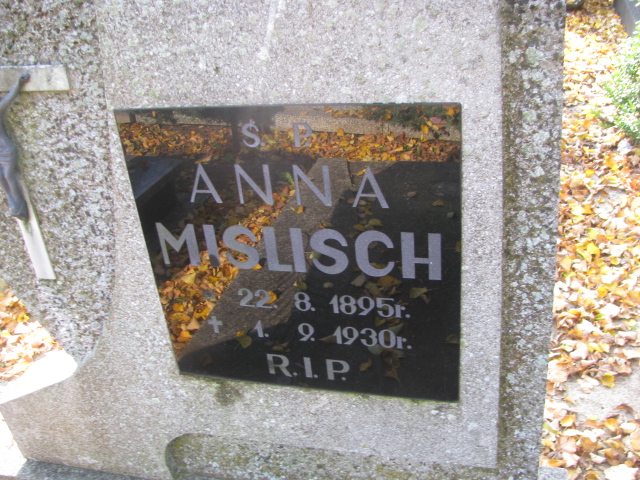 Ś. P.
ANNA
MISLISCH
22. 8. 1895r.
† 1. 9. 1930r.
R.I.P.